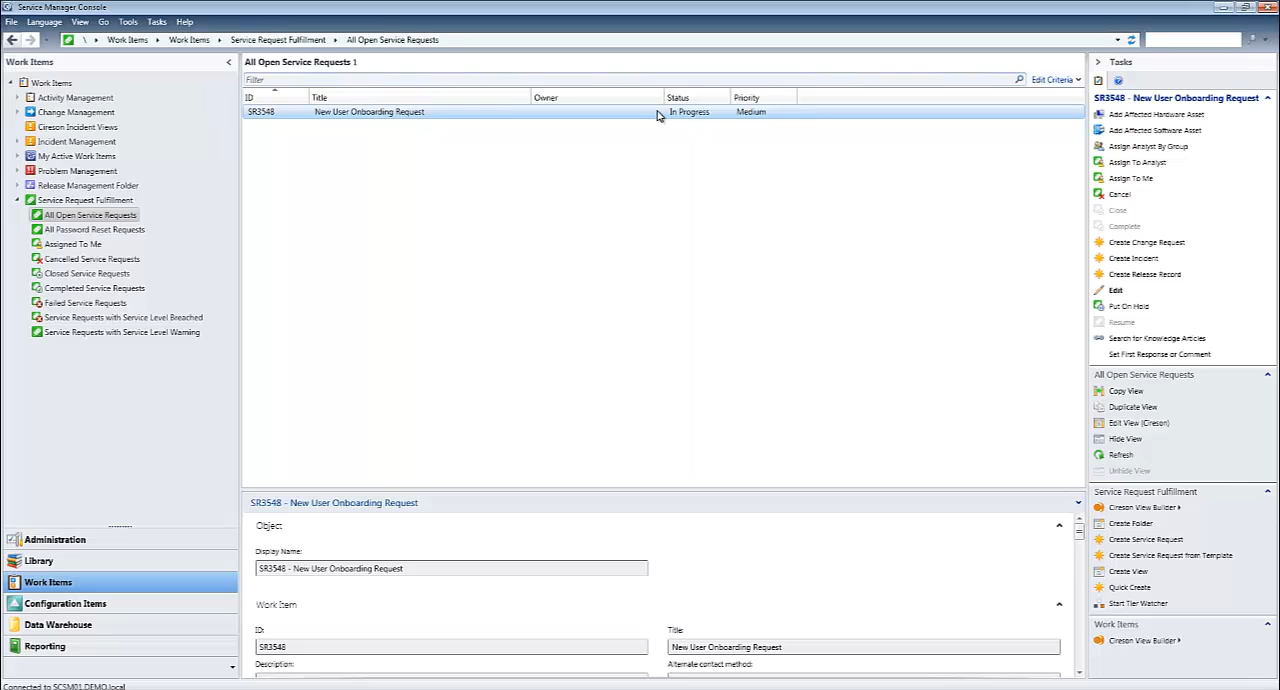 Service Manager Console
File Language View Go Tools Tasks Help
\ Work Items Work Items Service Request Fulfillment All Open Service Requests
Work Items
Work Items
Activity Management
Change Management
Cireson Incident Views
Incident Management
My Active Work Items
Problem Management
Release Management Folder
Service Request Fulfillment
All Open Service Requests
All Password Reset Requests
Assigned To Me
Cancelled Service Requests
Closed Service Requests
Completed Service Requests
Failed Service Requests
Service Requests with Service Level Breached
Service Requests with Service Level Warning
Administration
Library
Work Items
Configuration Items
Data Warehouse
Reporting
All Open Service Requests 1
Filter Edit Criteria
ID Title Owner Status Priority
SR3548 New User Onboarding Request In Progress Medium
SR3548 - New User Onboarding Request
Object
Display Name:
SR3548 - New User Onboarding Request
Work Item
ID: Title:
SR3548 New User Onboarding Request
Description: Alternate contact method:
Tasks
SR3548 - New User Onboarding Request
Add Affected Hardware Asset
Add Affected Software Asset
Assign Analyst By Group
Assign To Analyst
Assign To Me
Cancel
Close
Complete
Create Change Request
Create Incident
Create Release Record
Edit
Put On Hold
Resume
Search for Knowledge Articles
Set First Response or Comment
All Open Service Requests
Copy View
Duplicate View
Edit View (Cireson)
Hide View
Refresh
Unhide View
Service Request Fulfillment
Cireson View Builder
Create Folder
Create Service Request
Create Service Request from Template
Create View
Quick Create
Start Tier Watcher
Work Items
Cireson View Builder
Connected to SCSM01.DEMO.local